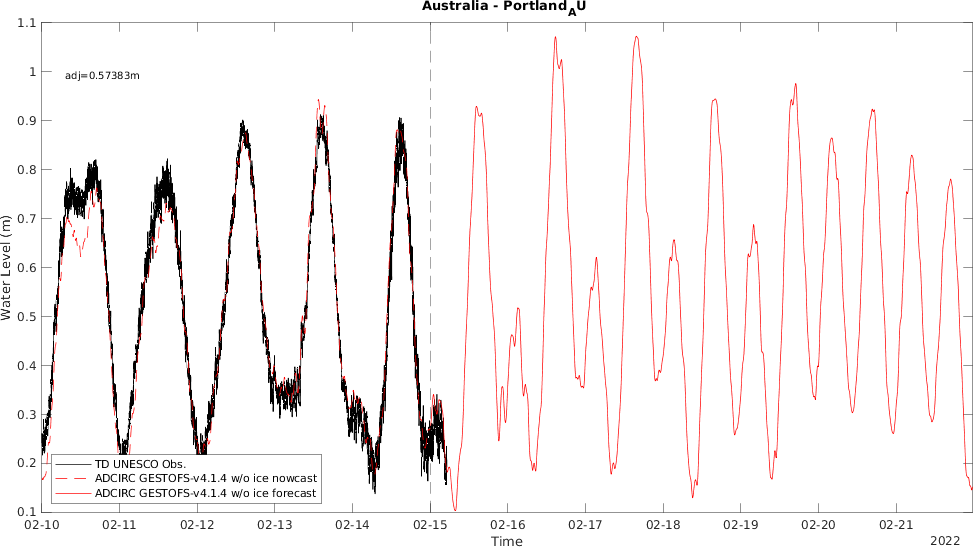 Australia - Portland_AU
adj=0.57383m
Water Level (m)
1.1
1
0.9
0.8
0.7
0.6
0.5
0.4
0.3
0.2
0.1
TD UNESCO Obs.
ADCIRC GESTOFS-v4.1.4 w/o ice nowcast
ADCIRC GESTOFS-v4.1.4 w/o ice forecast
02-10 02-11 02-12 02-13 02-14 02-15 02-16 02-17 02-18 02-19 02-20 02-21
Time
2022